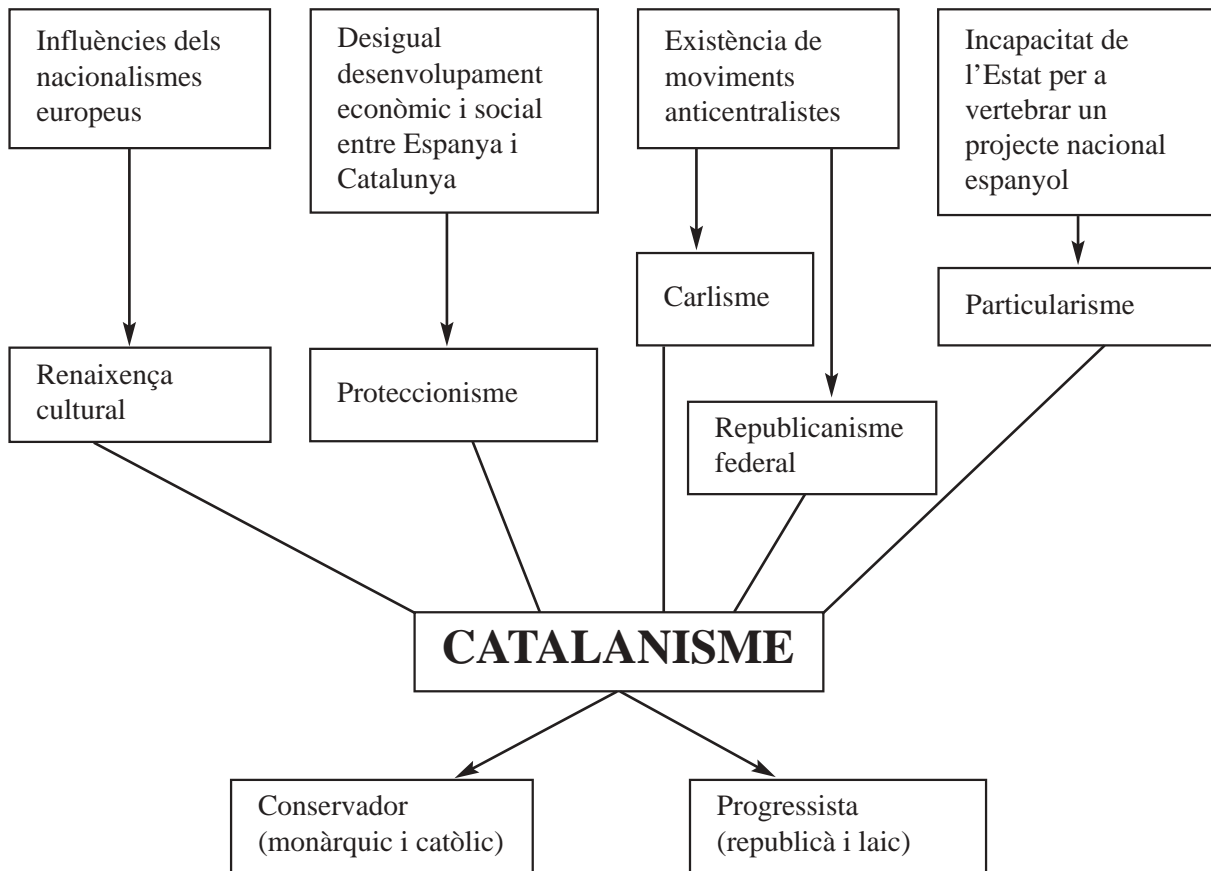 Influències dels
nacionalismes
europeus
Desigual
desenvolupament
econòmic i social
entre Espanya i
Catalunya
Existència de
moviments
anticentralistes
Incapacitat de
l’Estat per a
vertebrar un
projecte nacional
espanyol
Carlisme
Particularisme
Renaixença
cultural
Proteccionisme
Republicanisme
federal
CATALANISME
Conservador
(monàrquic i catòlic)
Progressista
(republicà i laic)